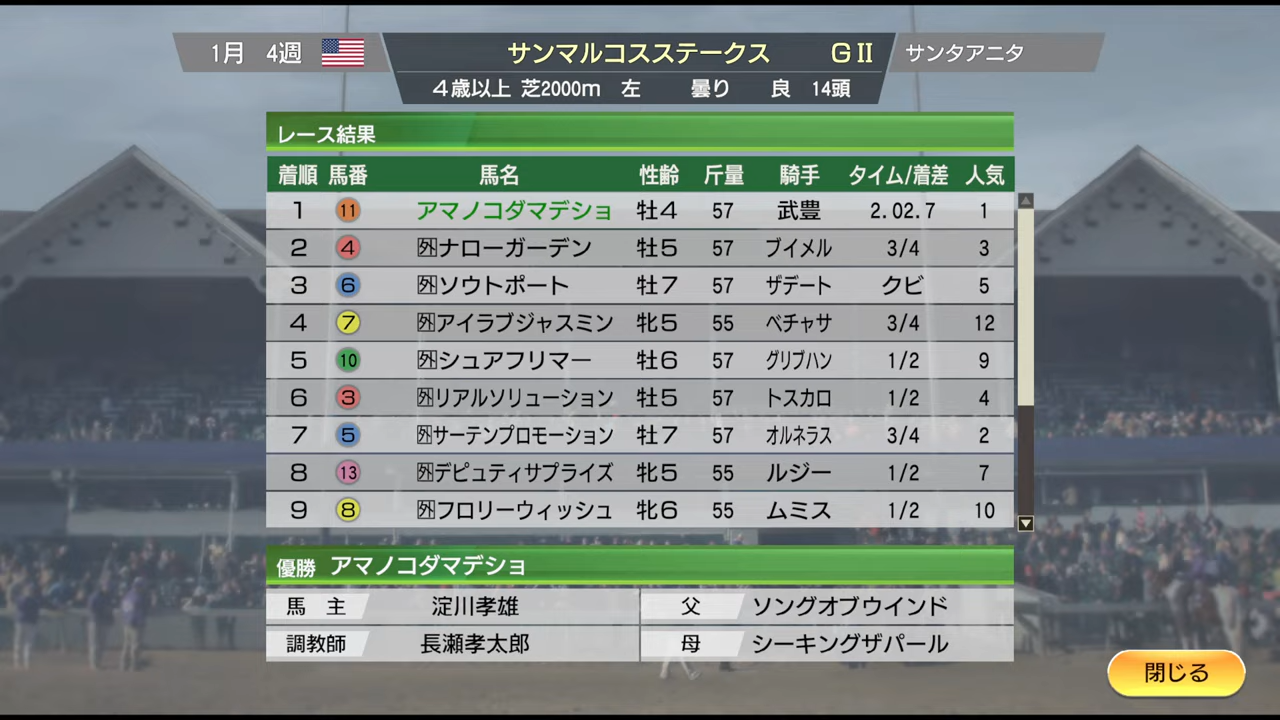 1月 4週 サンマルコスステークス GⅡ サンタアニタ
4歳以上 芝2000m 左 曇り 良 14頭
レース結果
着順 馬番 馬名 性齢 斤量 騎手 タイム/着差 人気
1 11 アマノコダマデショ 牡4 57 武豊 2.02.7 1
2 4 外ナローガーデン 牡5 57 ブイメル 3/4 3
3 6 外ソウトポート 牡7 57 ザデート クビ 5
4 7 外アイラブジャスミン 牝5 55 ベチャサ 3/4 12
5 10 外シュアフリマー 牡6 57 グリブハン 1/2 9
6 3 外リアルソリューション 牡5 57 トスカロ 1/2 4
7 5 外サーテンプロモーション 牡7 57 オルネラス 3/4 2
8 13 外デピュティサプライズ 牝5 55 ルジー 1/2 7
9 8 外フロリーウィッシュ 牝6 55 ムミス 1/2 10
優勝 アマノコダマデショ
馬主 淀川孝雄 父 ソングオブウインド
調教師 長瀬孝太郎 母 シーキングザパール
閉じる